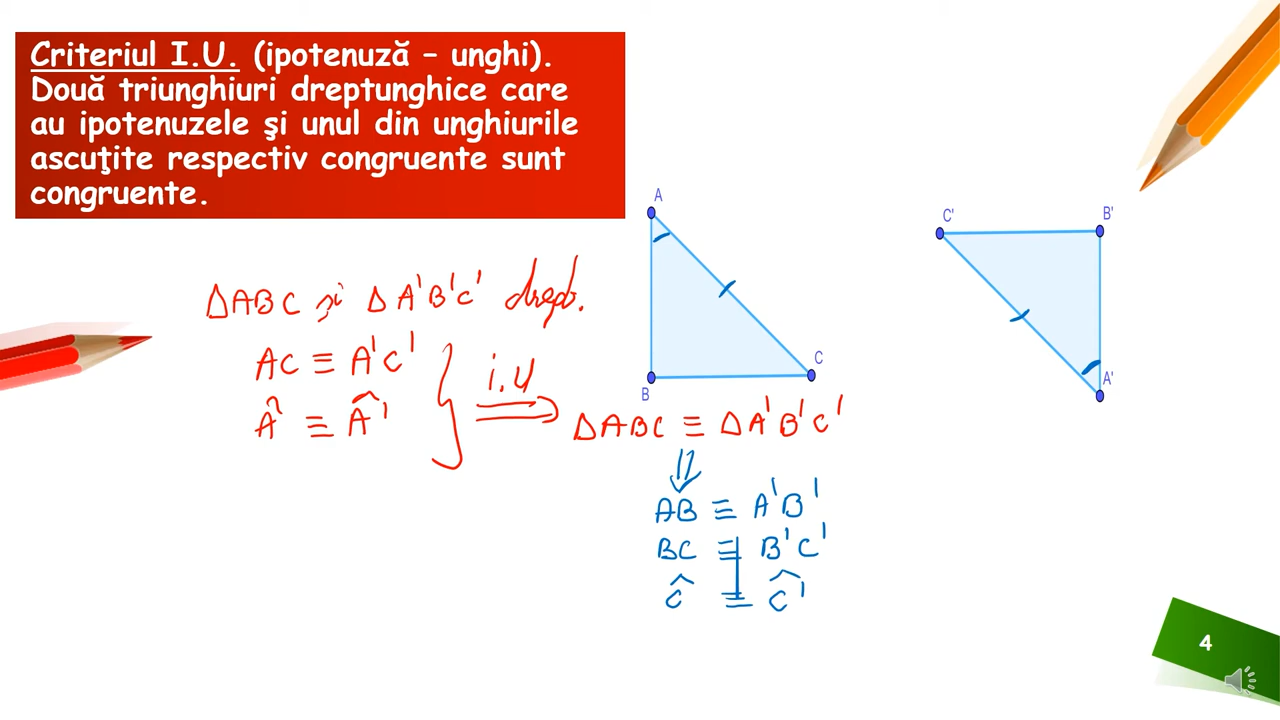 Criteriul I.U. (ipotenuză – unghi).
Două triunghiuri dreptunghice care
au ipotenuzele şi unul din unghiurile
ascuţite respectiv congruente sunt
congruente.
A
B
C
C'
B'
A'
ΔABC și ΔA'B'C' drept.
AC ≡ A'C'
Â ≡ Â'
i.u
⇒
ΔABC ≡ ΔA'B'C'
⇓
AB ≡ A'B'
BC ≡ B'C'
Ĉ ≡ Ĉ'
4